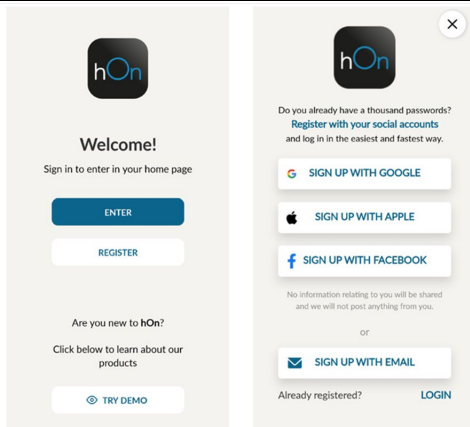 hOn
Welcome!
Sign in to enter in your home page
ENTER
REGISTER
Are you new to hOn?
Click below to learn about our
products
TRY DEMO
hOn
Do you already have a thousand passwords?
Register with your social accounts
and log in in the easiest and fastest way.
SIGN UP WITH GOOGLE
SIGN UP WITH APPLE
SIGN UP WITH FACEBOOK
No information relating to you will be shared
and we will not post anything from you.
or
SIGN UP WITH EMAIL
Already registered? LOGIN